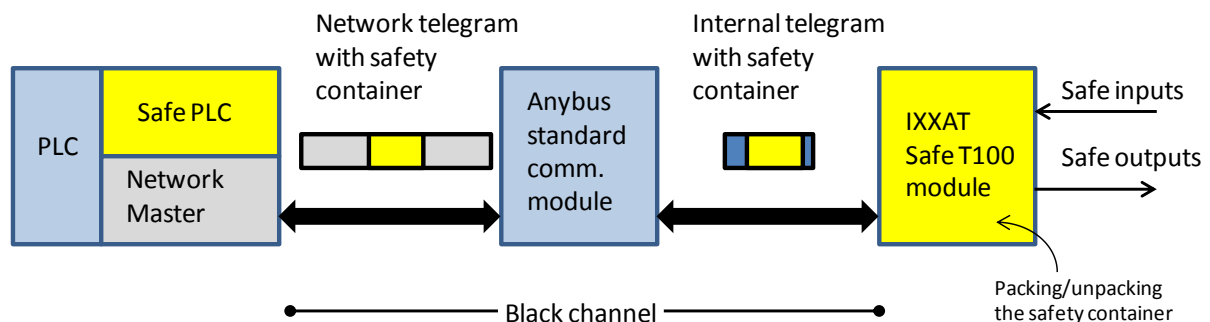 Network telegram
with safety
container
Internal telegram
with safety
container
PLC
Safe PLC
Network
Master
Anybus
standard
comm.
module
IXXAT
Safe T100
module
Safe inputs
Safe outputs
Packing/unpacking
the safety container
Black channel